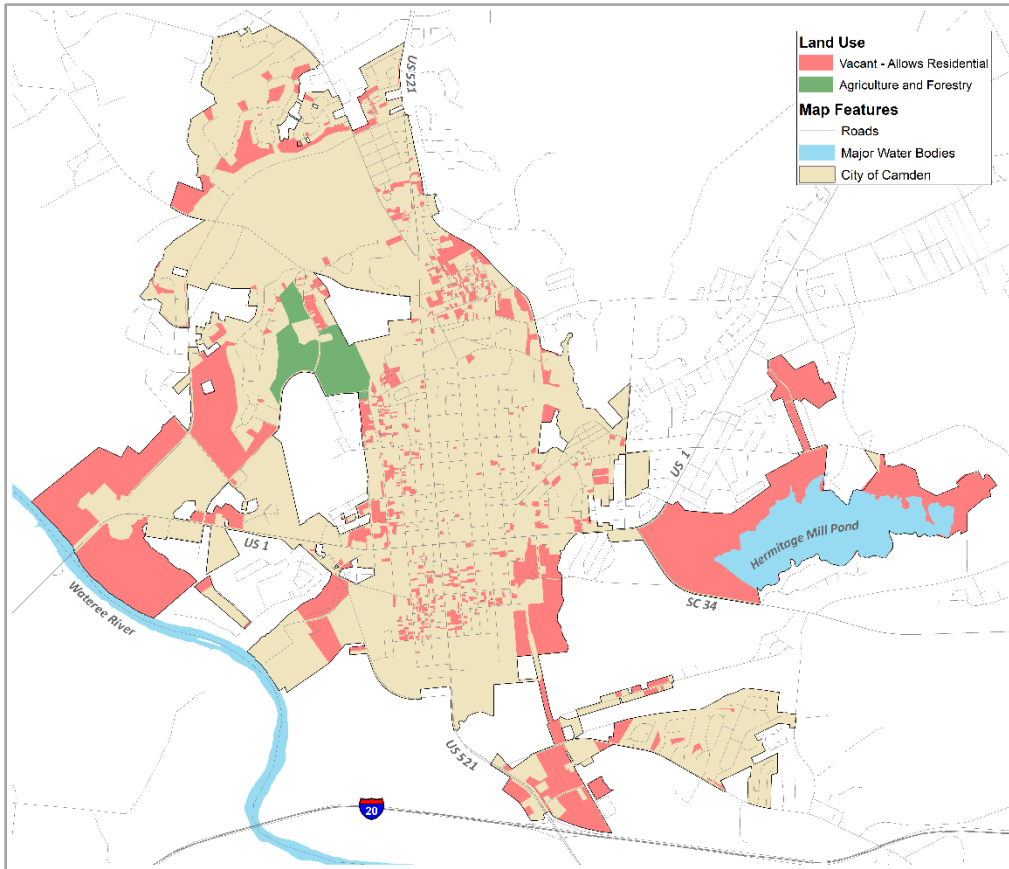 US 521
Land Use
Vacant - Allows Residential
Agriculture and Forestry
Map Features
Roads
Major Water Bodies
City of Camden
US 1
US 1
Hermitage Mill Pond
Wateree River
SC 34
US 521
20